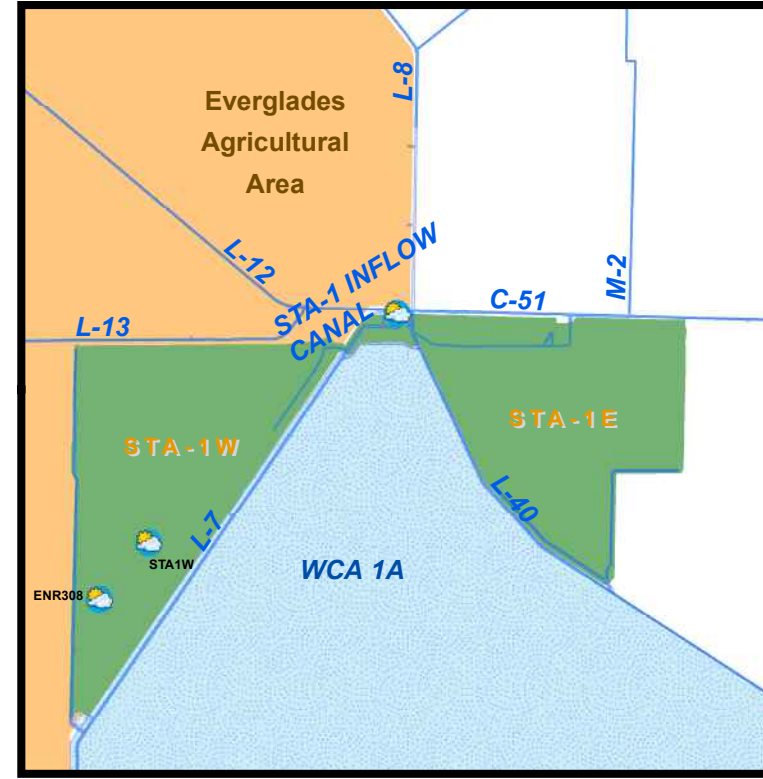 L-8
Everglades
Agricultural
Area
L-12
STA-1 INFLOW
CANAL
C-51
M-2
L-13
STA-1W
STA-1E
L-7
L-40
STA1W
WCA 1A
ENR308